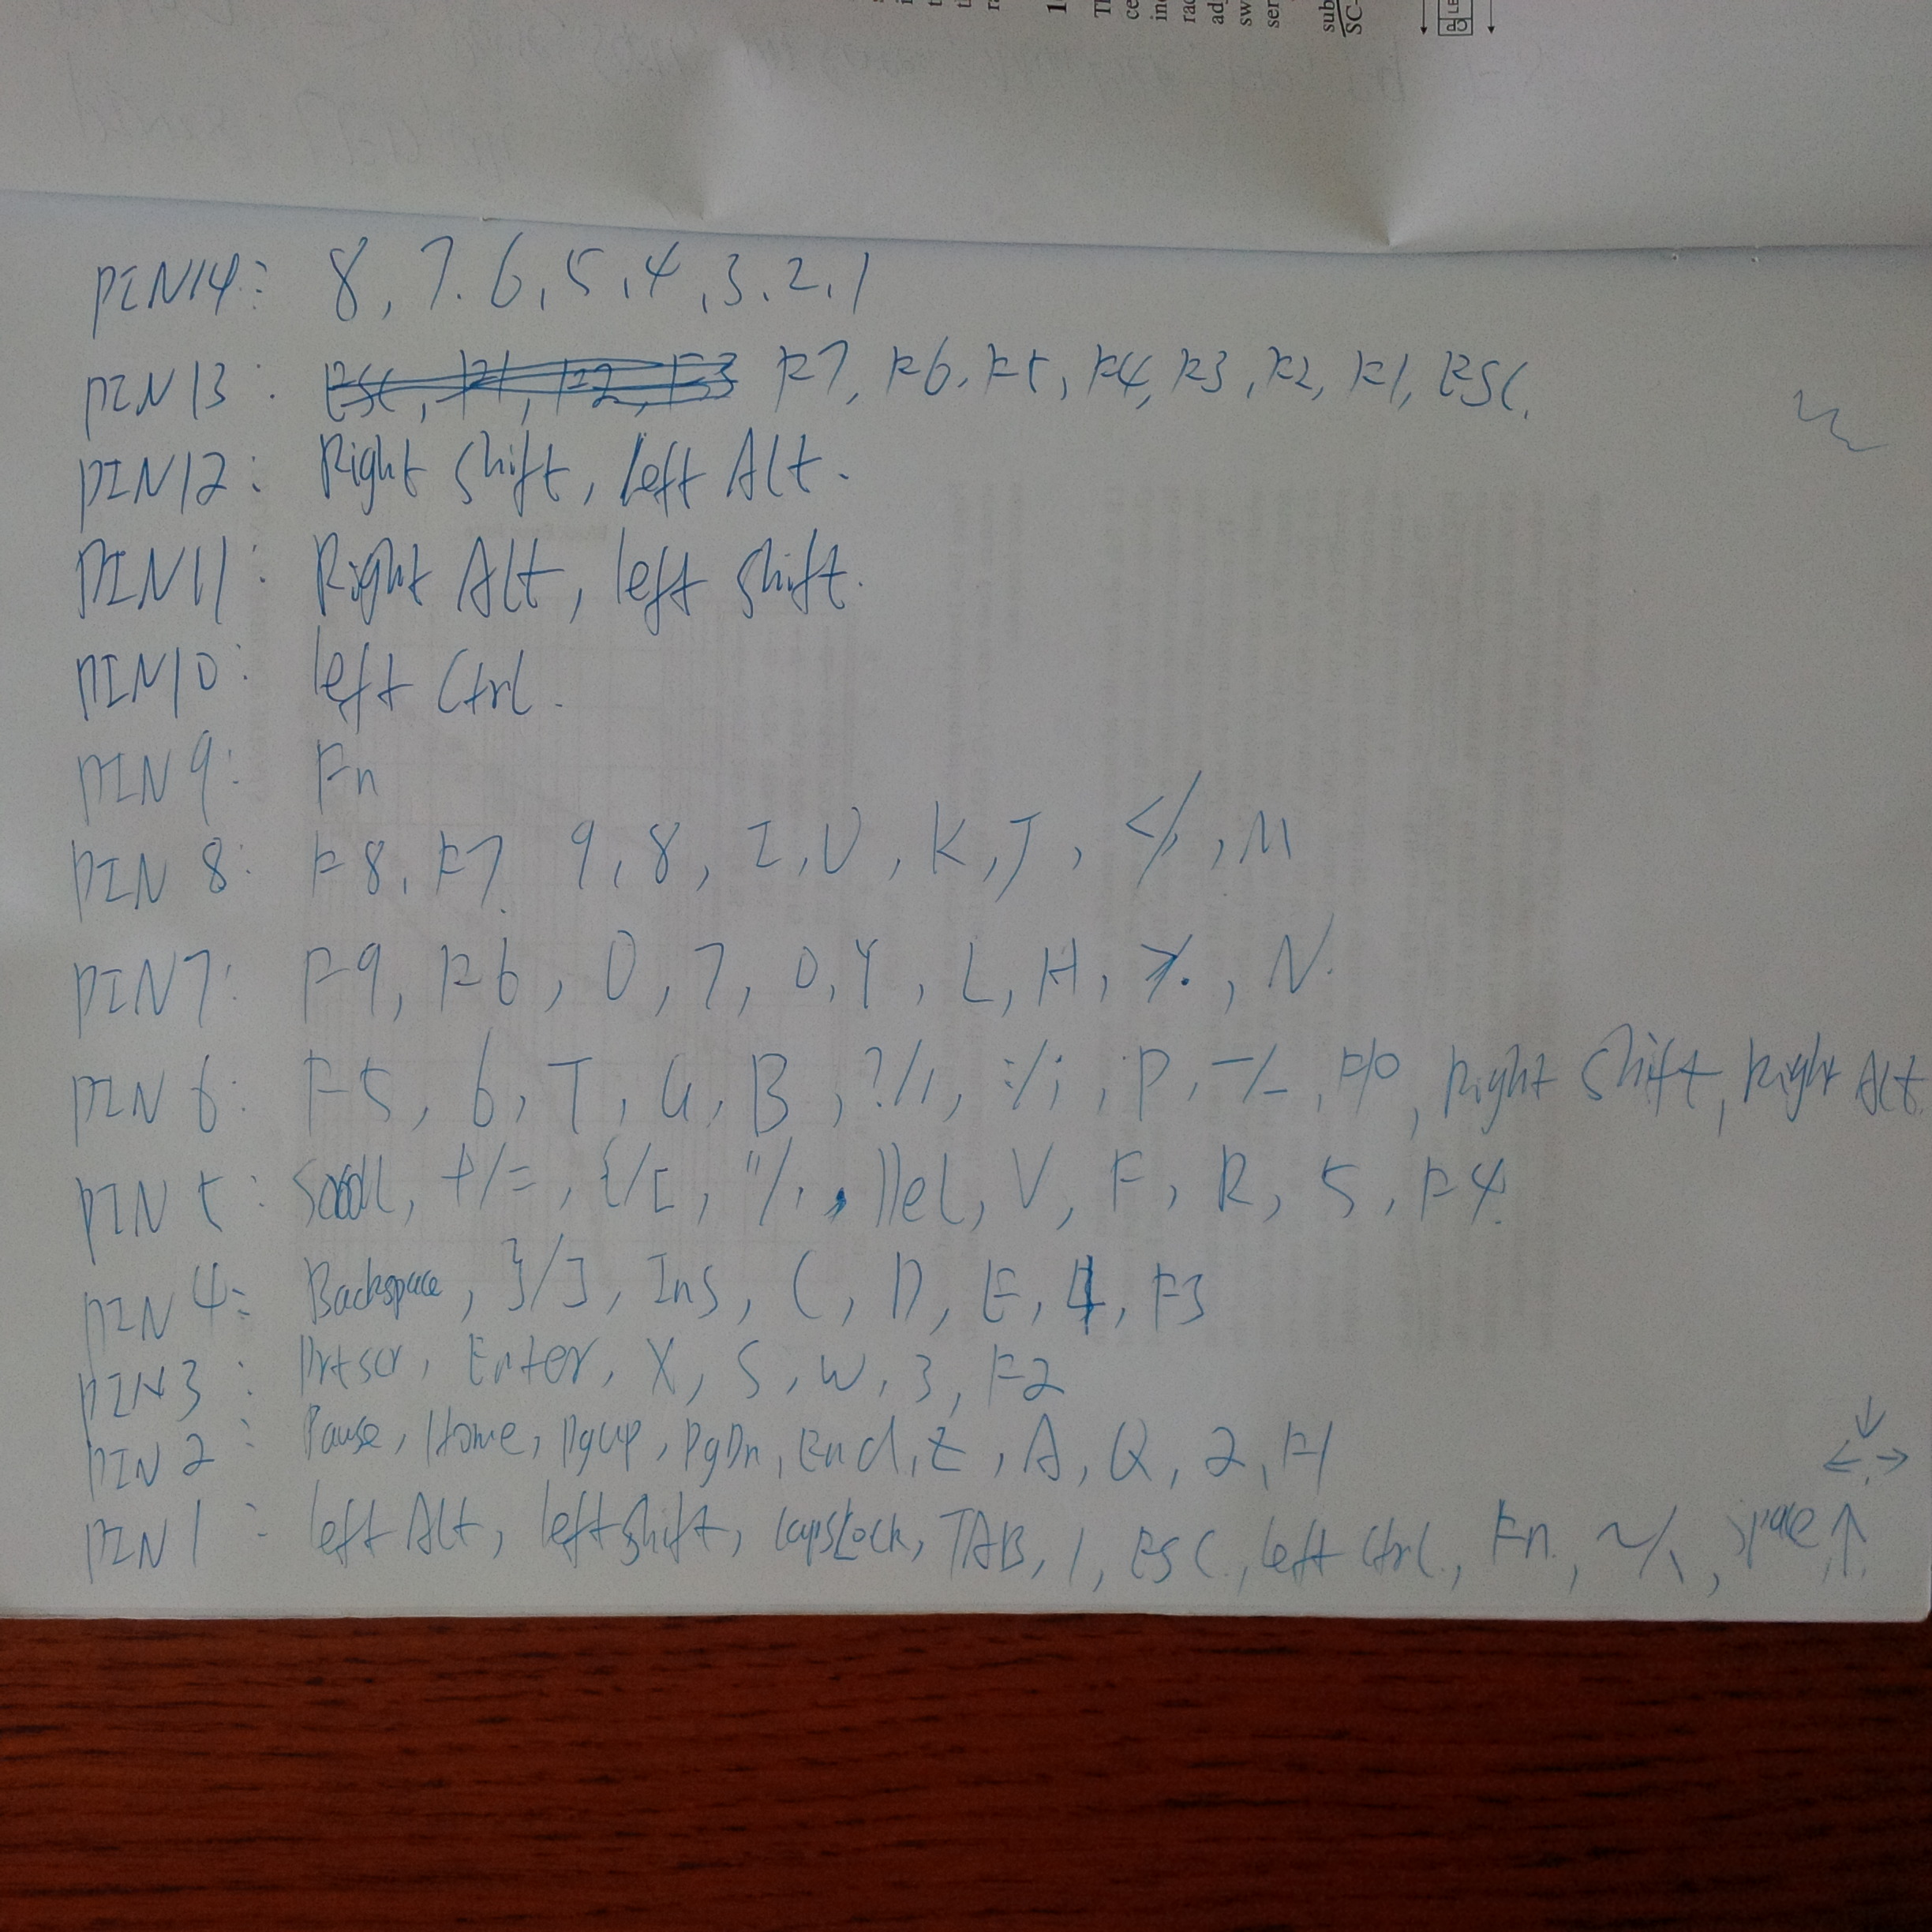 PIN14: 8, 7. 6, 5, 4, 3. 2. 1
PIN13: ESC, F1, F2, F3 F7, F6. F5, F4, F3, F2, F1, ESC.
PIN12: Right Shift, left Alt.
PIN11: Right Alt, left Shift.
PIN10: left Ctrl.
PIN9: Fn
PIN 8: F8, F7. 9, 8, I, U, K, J, </, , M
PIN7: F9, F6, 0, 7, O, Y, L, H, >/. , N.
PIN 6: F5, 6, T, G, B, ?//, :/;, P, -/-, F10, Right Shift, Right Alt.
PIN 5: Scroll, +/=, {/[, "/', Del, V, F, R, 5, F4.
PIN 4: Backspace, }/], Ins, C, D, E, 4, F3
PIN3: PrtScr, Enter, X, S, W, 3, F2
PIN2: Pause, Home, PgUp, PgDn, End, Z, A, Q, 2, F1
↓
← →
PIN1: left Alt, left Shift, CapsLock, TAB, 1, ESC, left Ctrl, Fn, ~/\, space, ↑